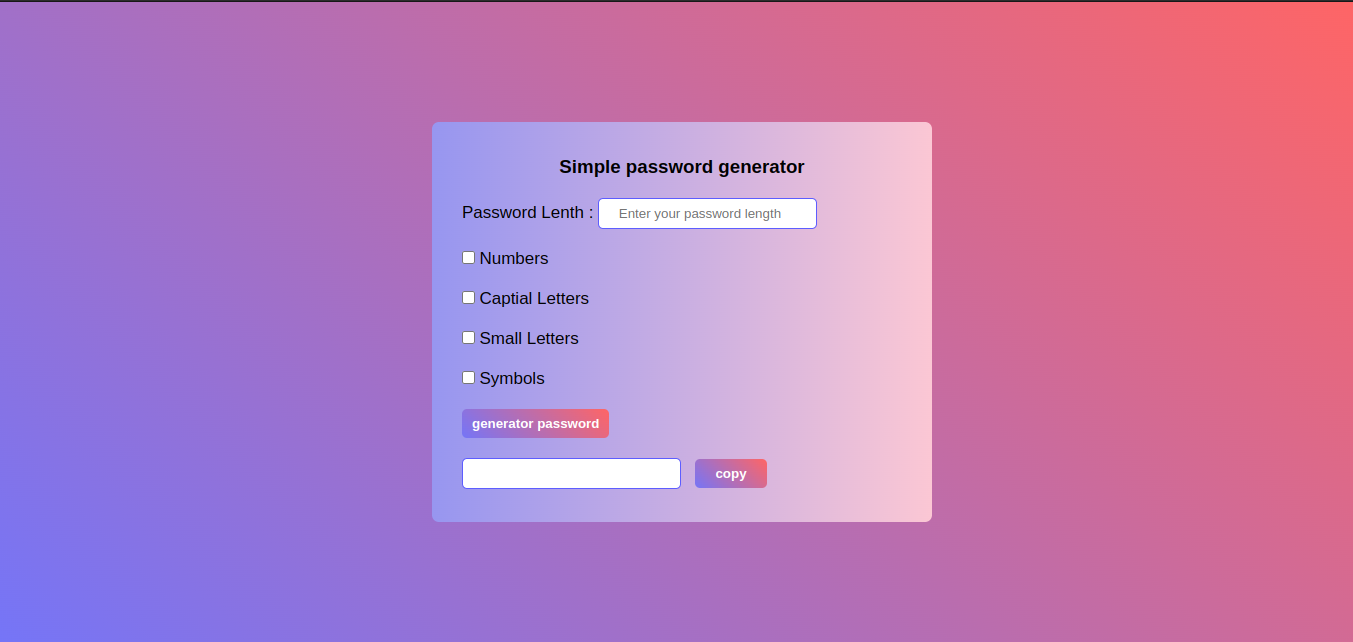 Simple password generator
Password Lenth : Enter your password length
Numbers
Captial Letters
Small Letters
Symbols
generator password
copy